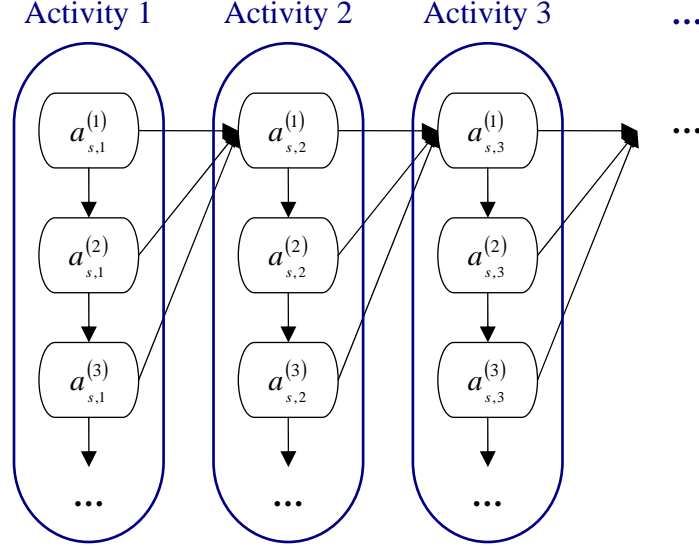 Activity 1 Activity 2 Activity 3 ...
a_{s,1}^{(1)} a_{s,2}^{(1)} a_{s,3}^{(1)} ...
a_{s,1}^{(2)} a_{s,2}^{(2)} a_{s,3}^{(2)}
a_{s,1}^{(3)} a_{s,2}^{(3)} a_{s,3}^{(3)}
... ... ...